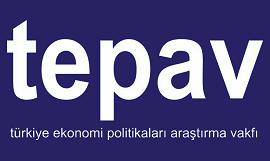 tepav
türkiye ekonomi politikaları araştırma vakfı